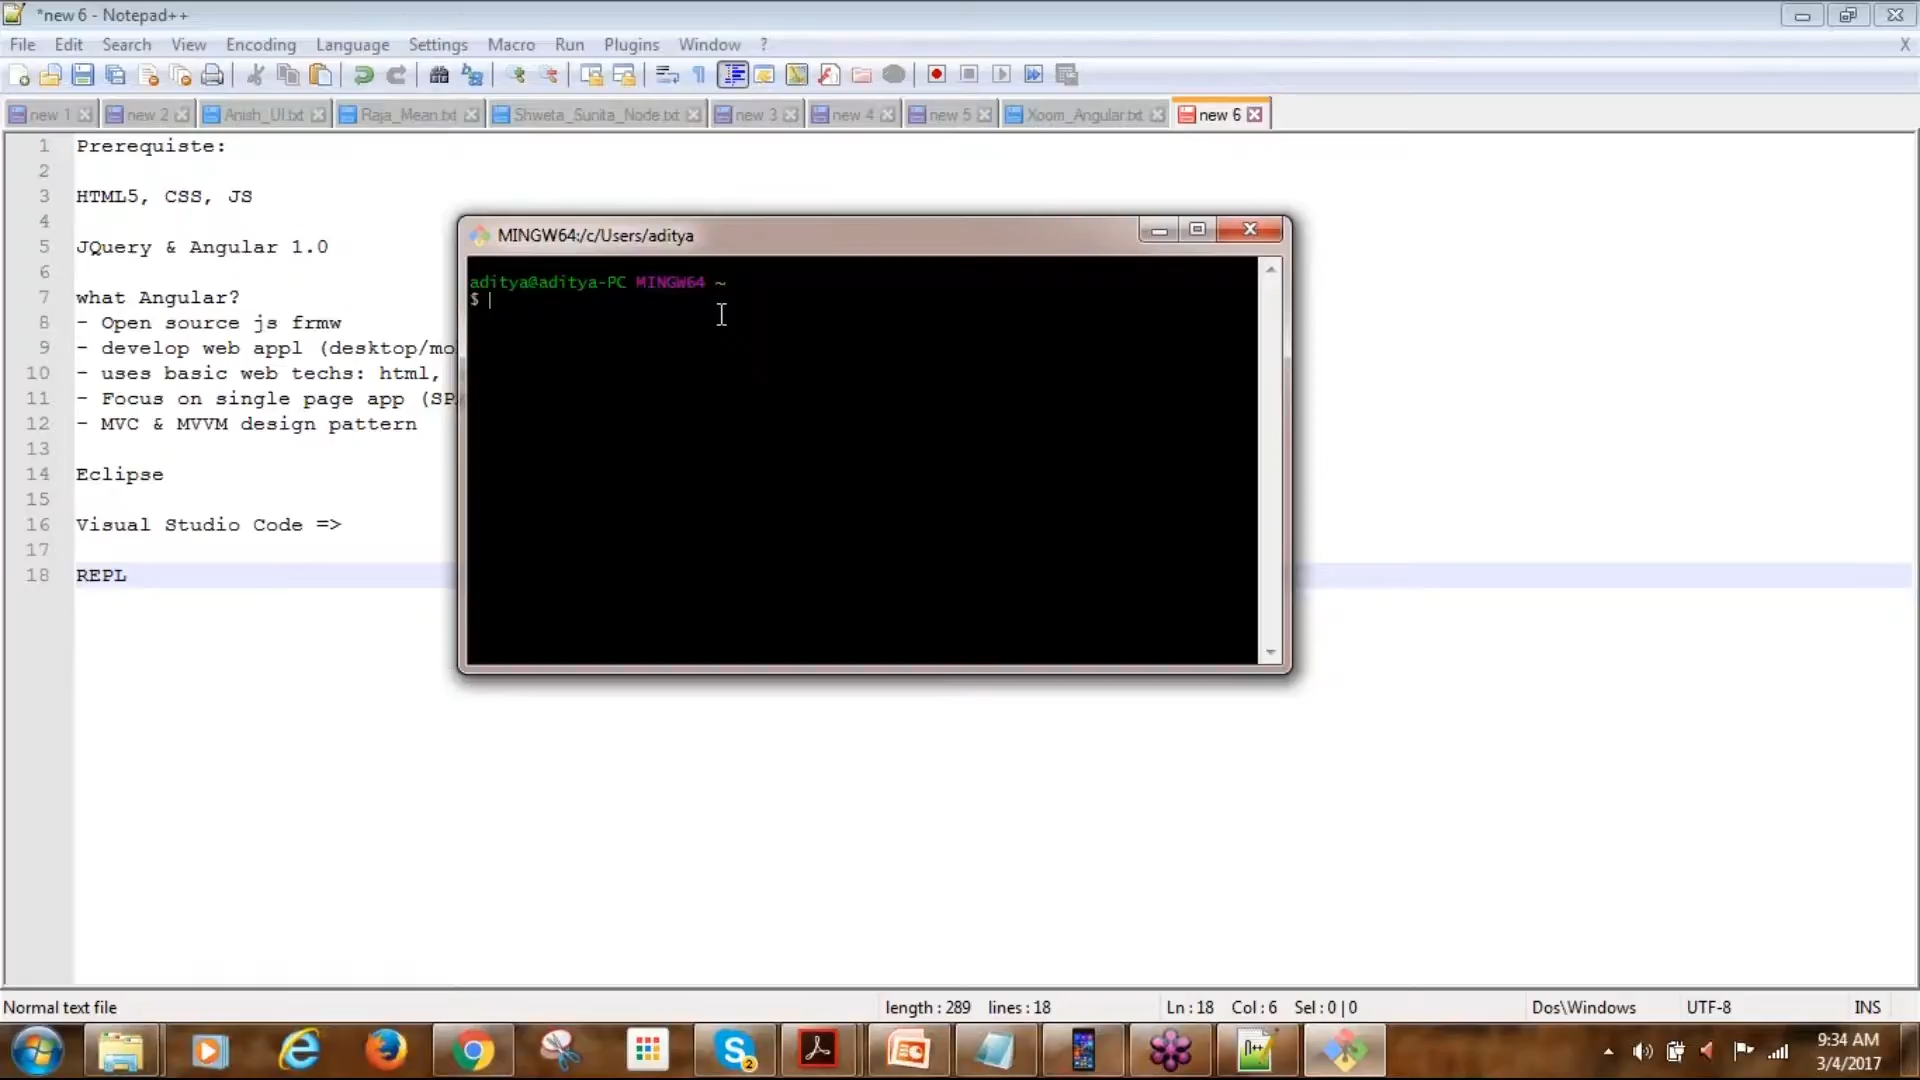 *new 6 - Notepad++
File Edit Search View Encoding Language Settings Macro Run Plugins Window ? X
new 1 new 2 Anish_UI.txt Raja_Mean.txt Shweta_Sunita_Node.txt new 3 new 4 new 5 Xoom_Angular.txt new 6
1 Prerequiste:
2
3 HTML5, CSS, JS
4
5 JQuery & Angular 1.0
6
7 what Angular?
8 - Open source js frmw
9 - develop web appl (desktop/mo
10 - uses basic web techs: html,
11 - Focus on single page app (SP
12 - MVC & MVVM design pattern
13
14 Eclipse
15
16 Visual Studio Code =>
17
18 REPL
MINGW64:/c/Users/aditya
aditya@aditya-PC MINGW64 ~
$
Normal text file length : 289 lines : 18 Ln : 18 Col : 6 Sel : 0 | 0 Dos\Windows UTF-8 INS
2
9:34 AM
3/4/2017